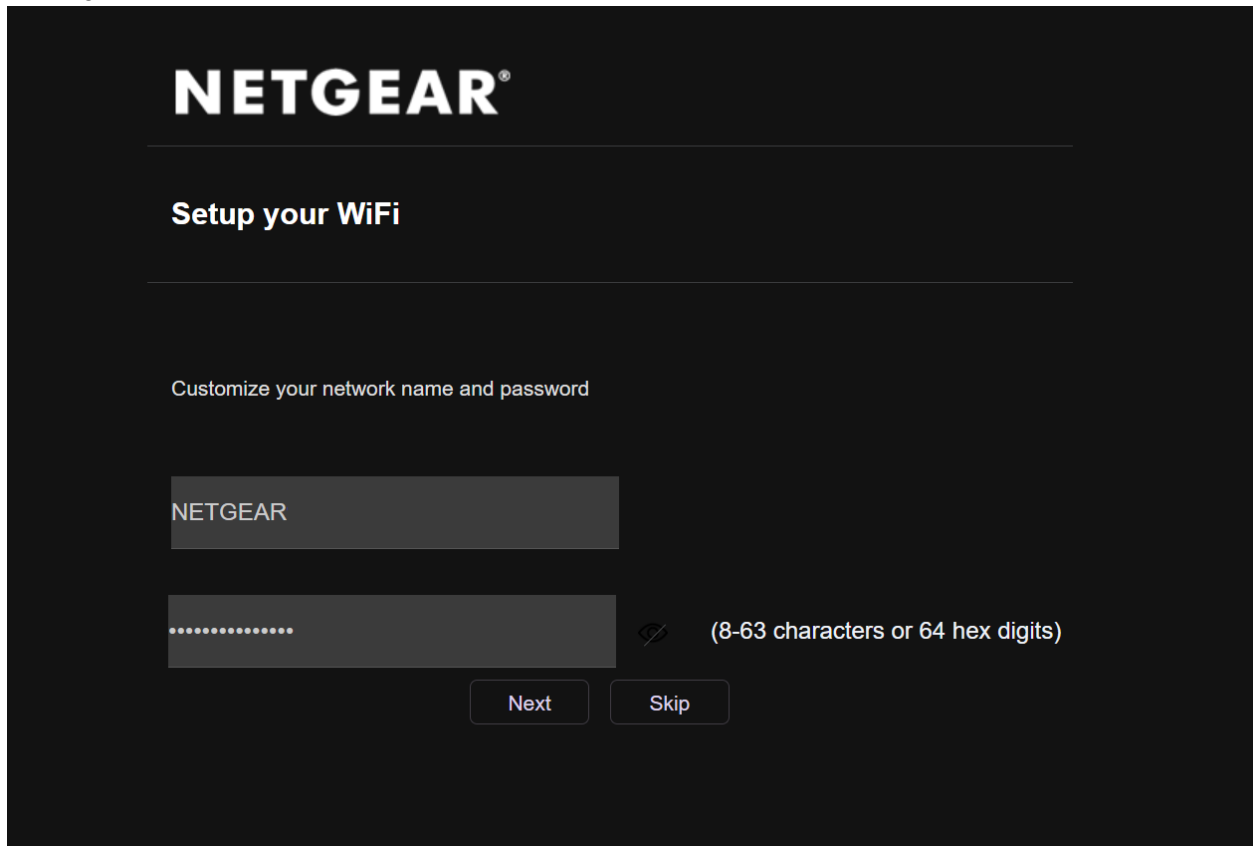 NETGEAR®
Setup your WiFi
Customize your network name and password
NETGEAR
••••••••••••••• (8-63 characters or 64 hex digits)
Next Skip